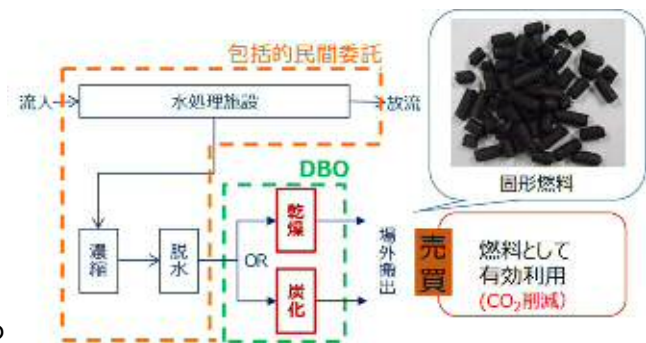 包括的民間委託
流入
水処理施設
放流
固形燃料
DBO
濃縮
脱水
OR
乾燥
炭化
場外搬出
売買
燃料として
有効利用
(CO₂削減)